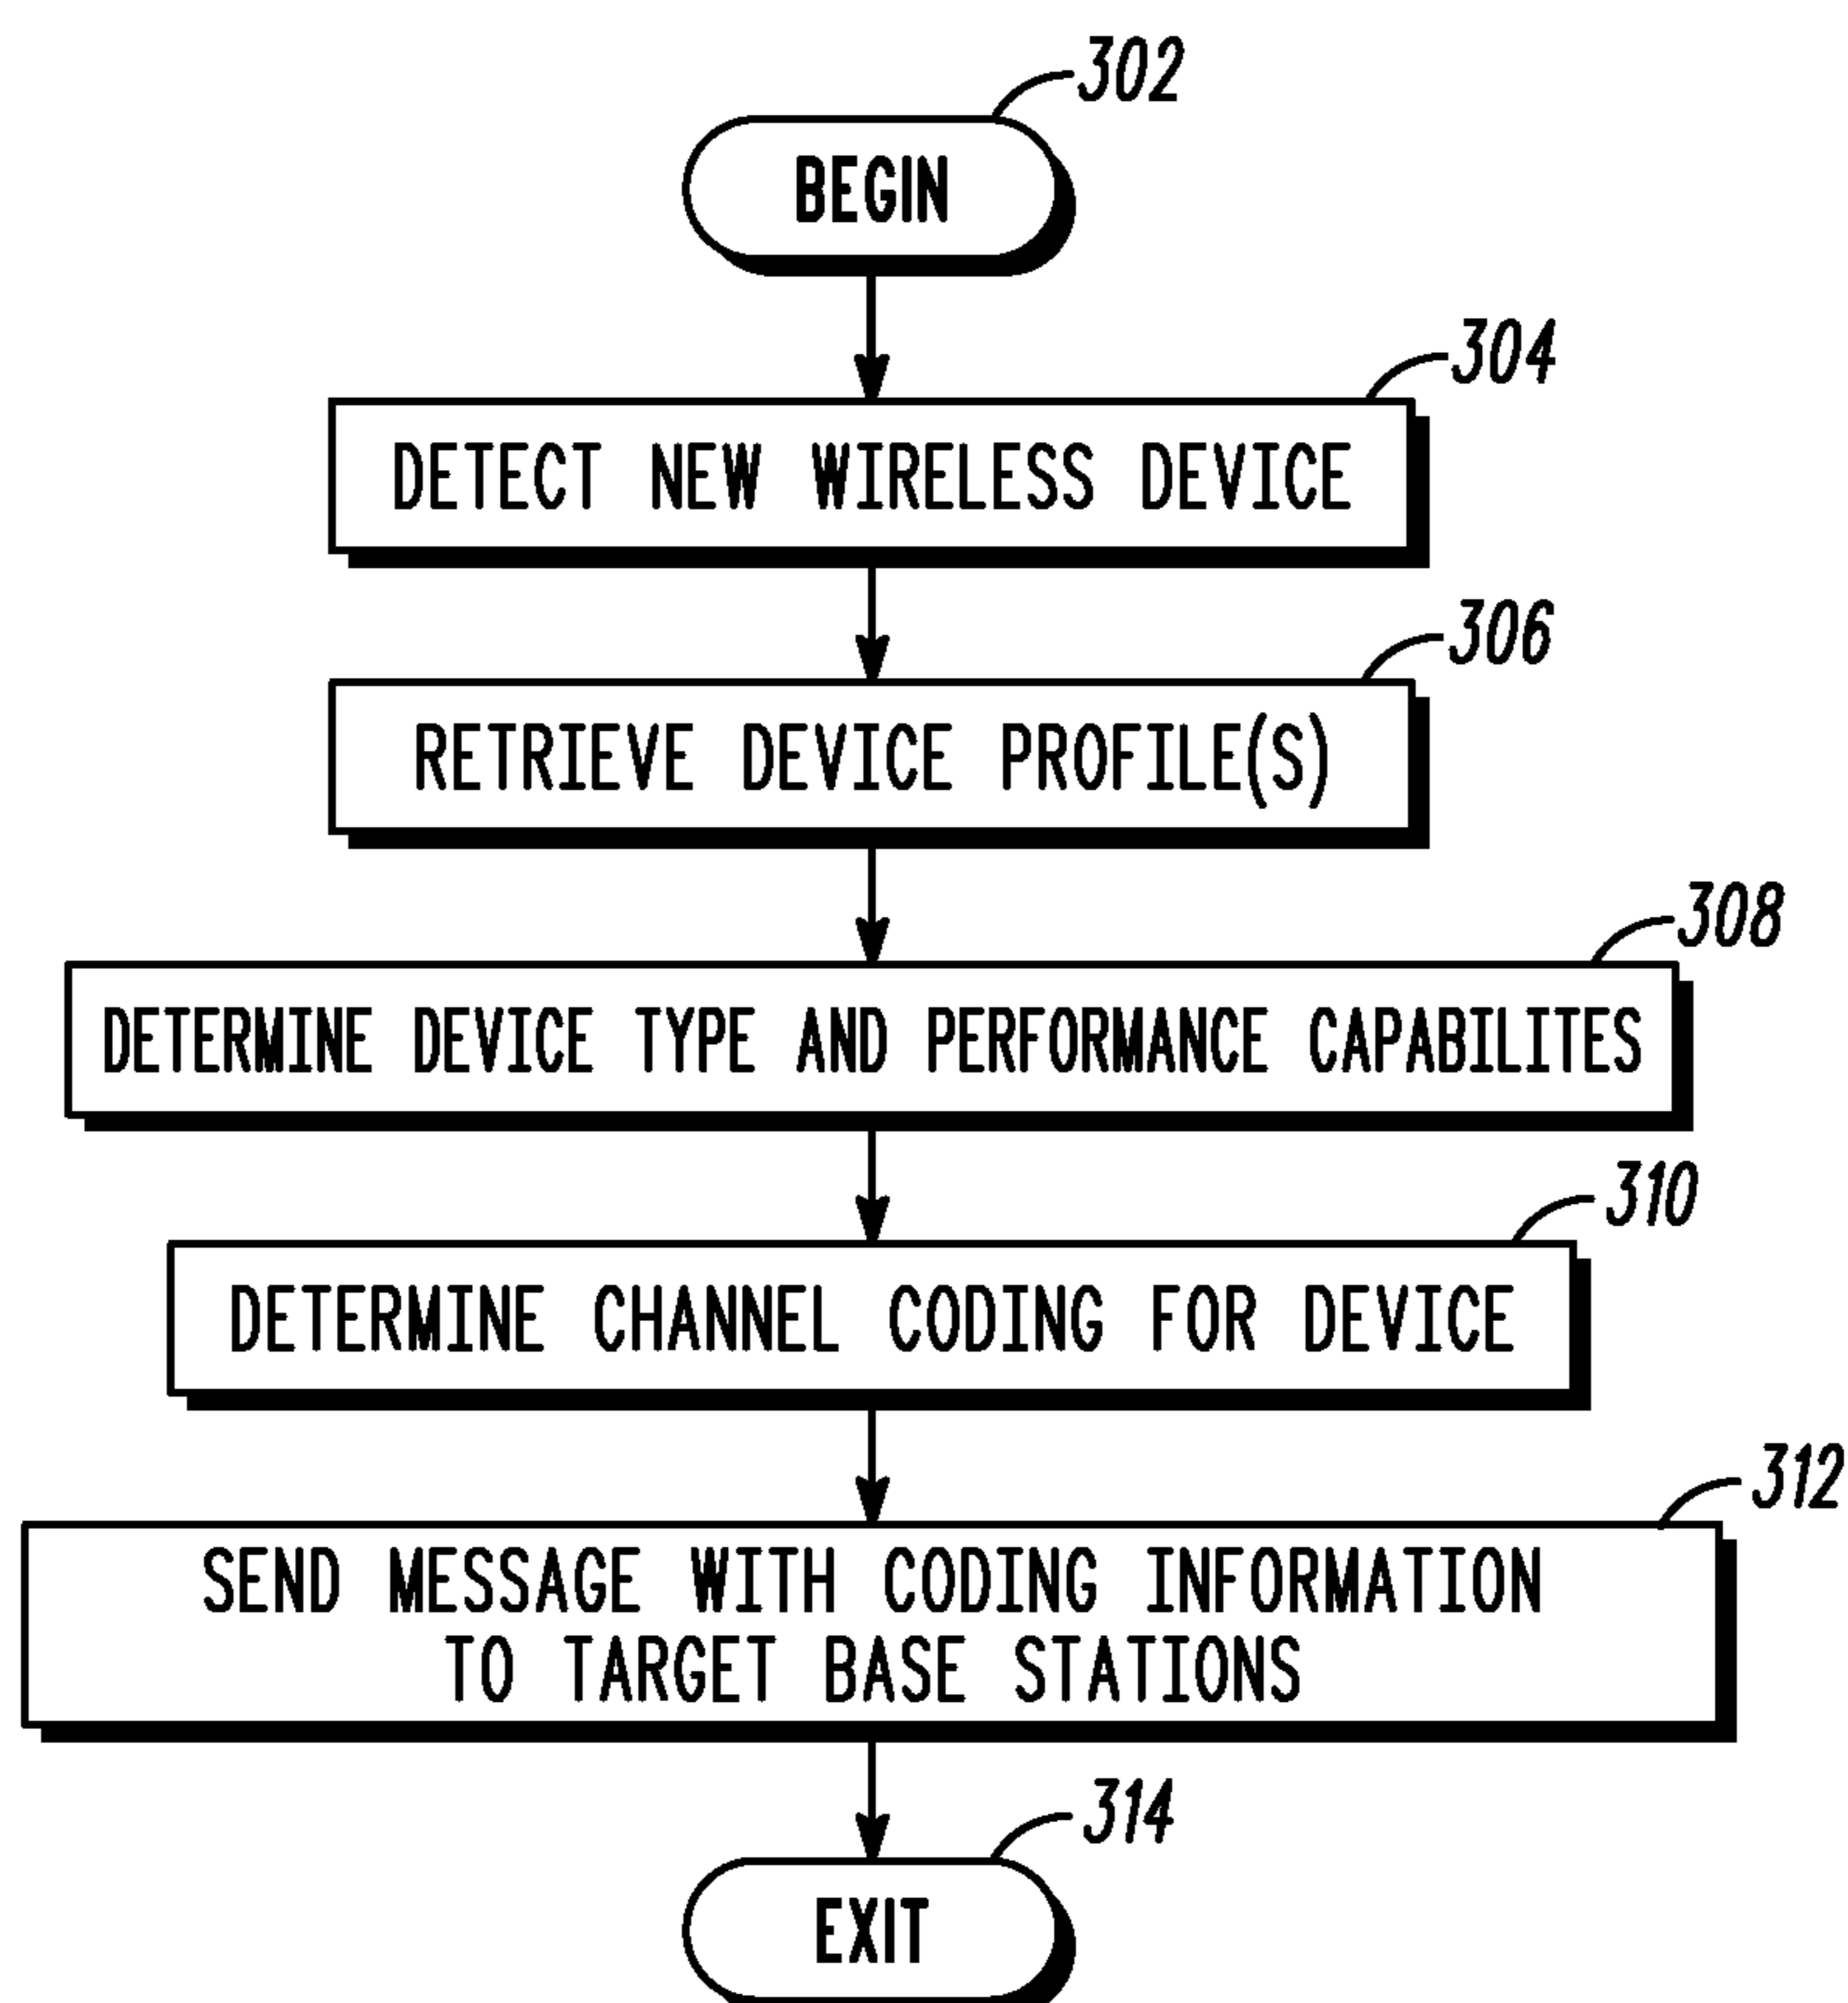 302
BEGIN
304
DETECT NEW WIRELESS DEVICE
306
RETRIEVE DEVICE PROFILE(S)
308
DETERMINE DEVICE TYPE AND PERFORMANCE CAPABILITES
310
DETERMINE CHANNEL CODING FOR DEVICE
312
SEND MESSAGE WITH CODING INFORMATION
TO TARGET BASE STATIONS
314
EXIT